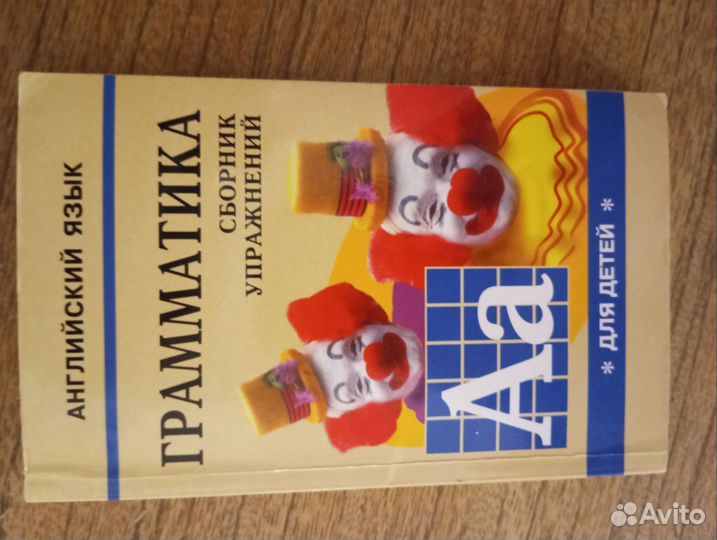 АНГЛИЙСКИЙ ЯЗЫК
ГРАММАТИКА
СБОРНИК
УПРАЖНЕНИЙ
Aa
* ДЛЯ ДЕТЕЙ *
Avito